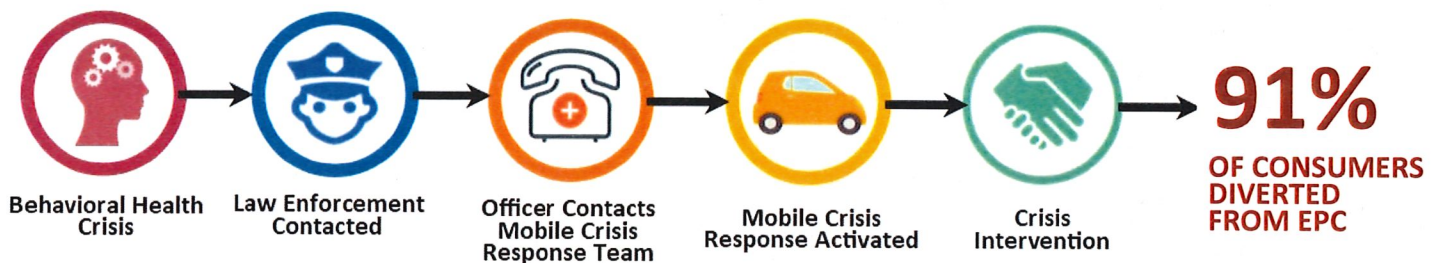 Behavioral Health
Crisis
Law Enforcement
Contacted
Officer Contacts
Mobile Crisis
Response Team
Mobile Crisis
Response Activated
Crisis
Intervention
91%
OF CONSUMERS
DIVERTED
FROM EPC